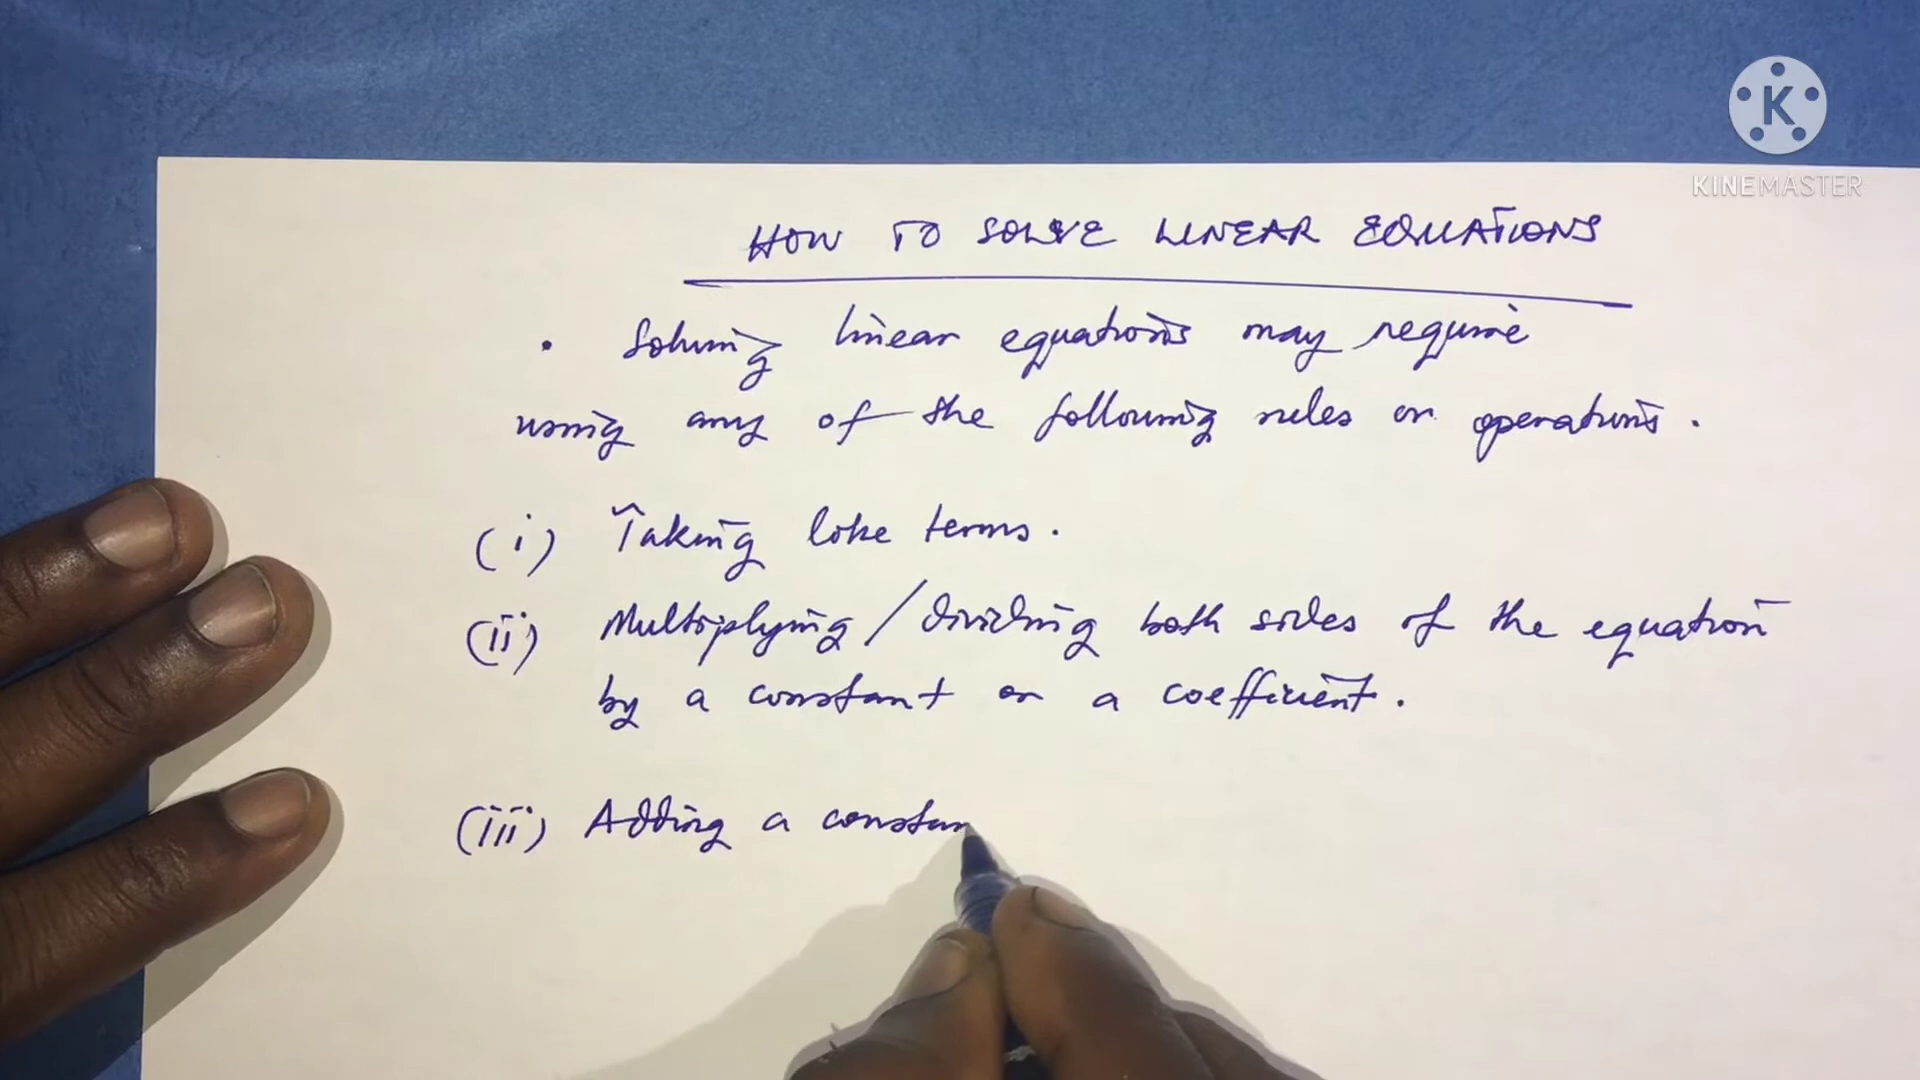 K
KINEMASTER
HOW TO SOLVE LINEAR EQUATIONS
• Solving linear equations may require
using any of the following rules or operations.
(i) Taking like terms.
(ii) Multiplying/dividing both sides of the equation
by a constant or a coefficient.
(iii) Adding a constan